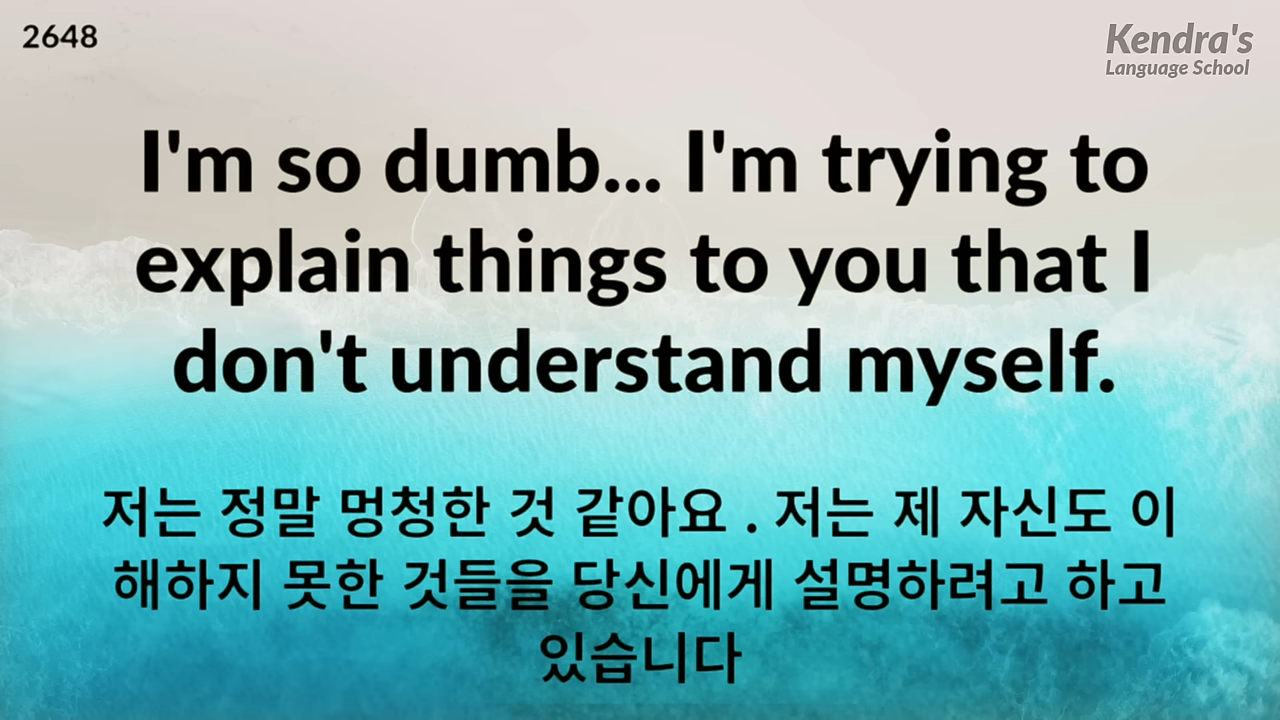 2648
Kendra's
Language School
I'm so dumb... I'm trying to
explain things to you that I
don't understand myself.
저는 정말 멍청한 것 같아요 . 저는 제 자신도 이
해하지 못한 것들을 당신에게 설명하려고 하고
있습니다